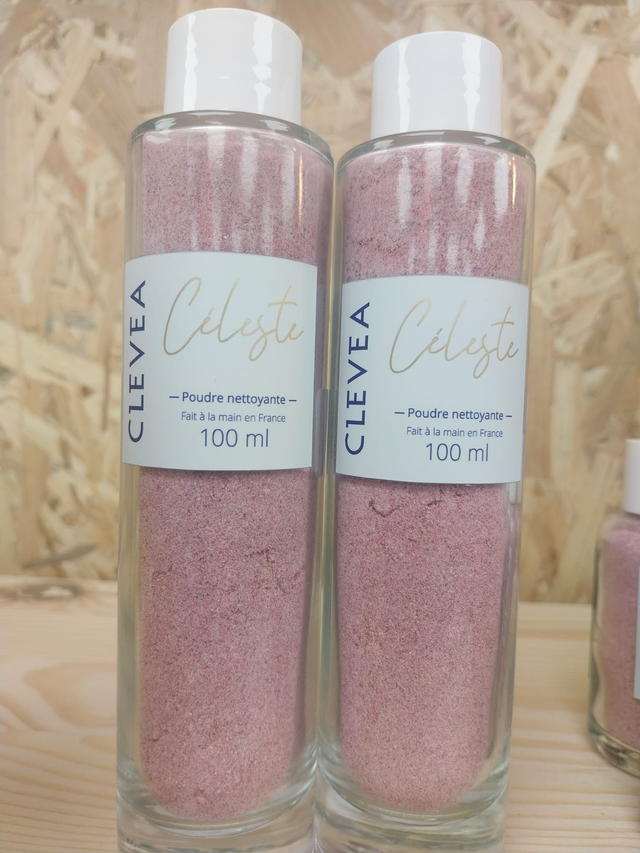 CLEVEA
Céleste
— Poudre nettoyante —
Fait à la main en France
100 ml
CLEVEA
Céleste
— Poudre nettoyante —
Fait à la main en France
100 ml